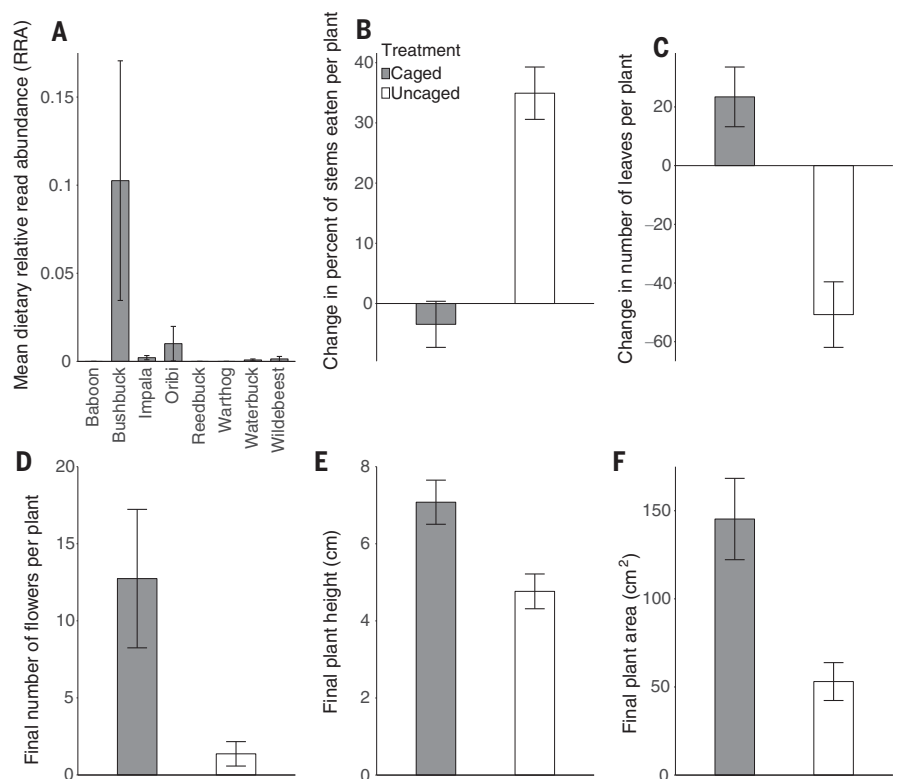 A
Mean dietary relative read abundance (RRA)
0.15
0.1
0.05
0
Baboon
Bushbuck
Impala
Oribi
Reedbuck
Warthog
Waterbuck
Wildebeest
B
Change in percent of stems eaten per plant
Treatment
Caged
Uncaged
40
30
20
10
0
C
Change in number of leaves per plant
20
0
−20
−40
−60
D
Final number of flowers per plant
20
15
10
5
0
E
Final plant height (cm)
8
6
4
2
0
F
Final plant area (cm²)
150
100
50
0